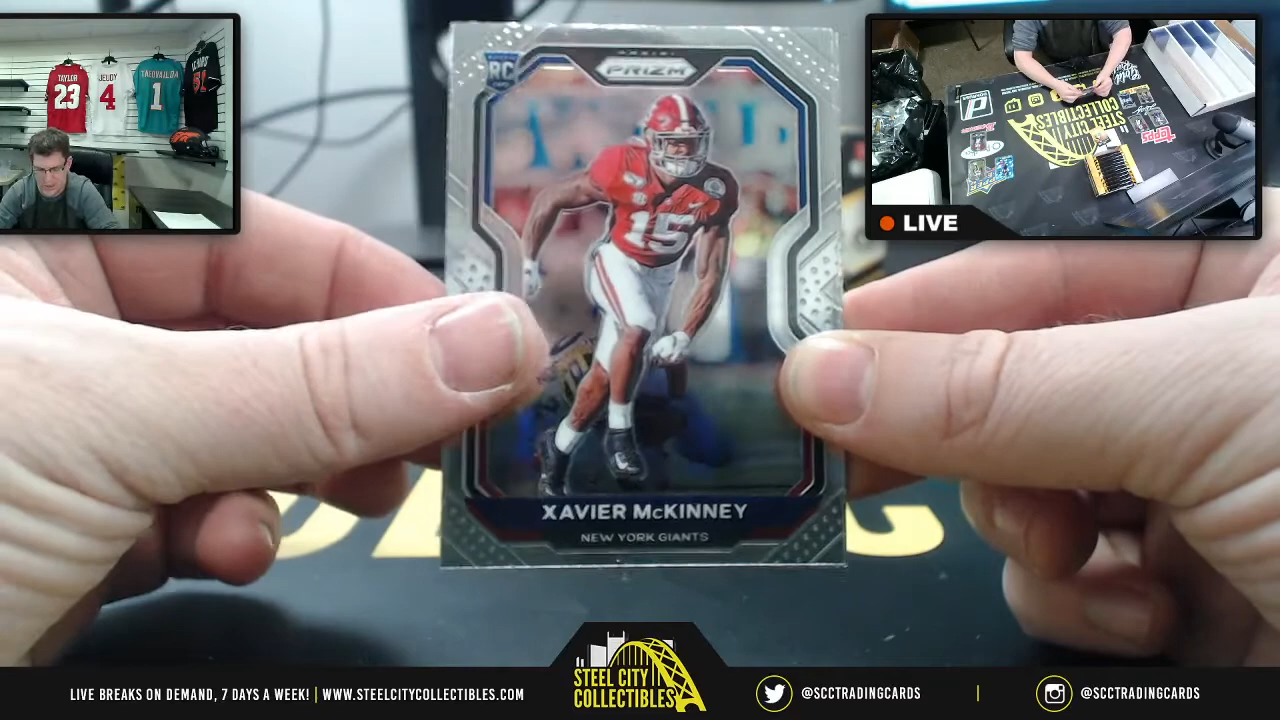 TAYLOR
23
JEUDY
4
TAGOVAILOA
1
LIVE
STEEL CITY
COLLECTIBLES
TOPPS
RC
PANINI
PRIZM
15
XAVIER McKINNEY
NEW YORK GIANTS
LIVE BREAKS ON DEMAND, 7 DAYS A WEEK! | WWW.STEELCITYCOLLECTIBLES.COM
STEEL CITY
COLLECTIBLES
@SCCTRADINGCARDS
@SCCTRADINGCARDS